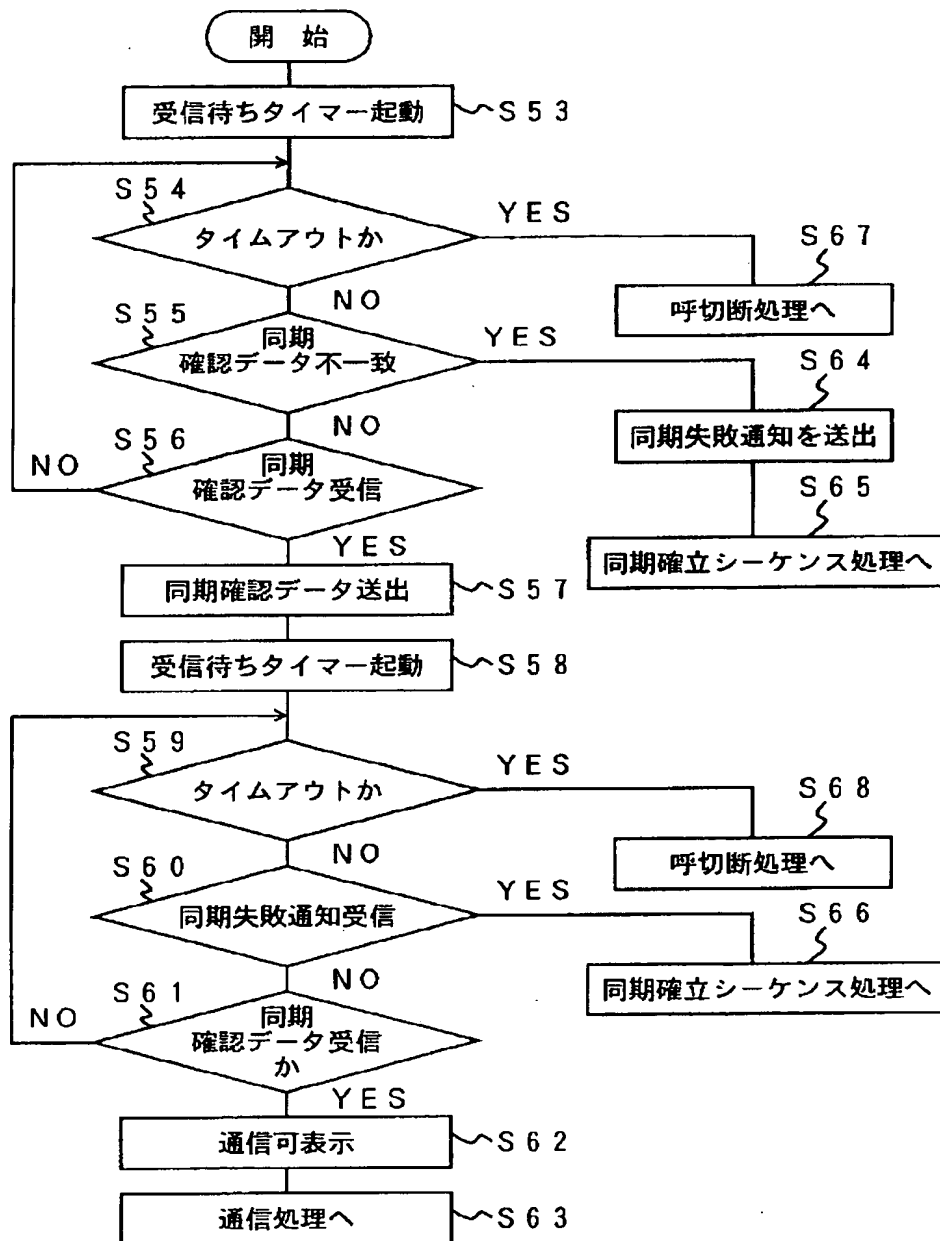 開 始
受信待ちタイマー起動
S53
S54
タイムアウトか
YES
S67
呼切断処理へ
NO
S55
同期
確認データ不一致
YES
S64
同期失敗通知を送出
NO
S56
同期
確認データ受信
NO
S65
同期確立シーケンス処理へ
YES
同期確認データ送出
S57
受信待ちタイマー起動
S58
S59
タイムアウトか
YES
S68
呼切断処理へ
NO
S60
同期失敗通知受信
YES
S66
同期確立シーケンス処理へ
NO
S61
同期
確認データ受信
か
NO
YES
通信可表示
S62
通信処理へ
S63